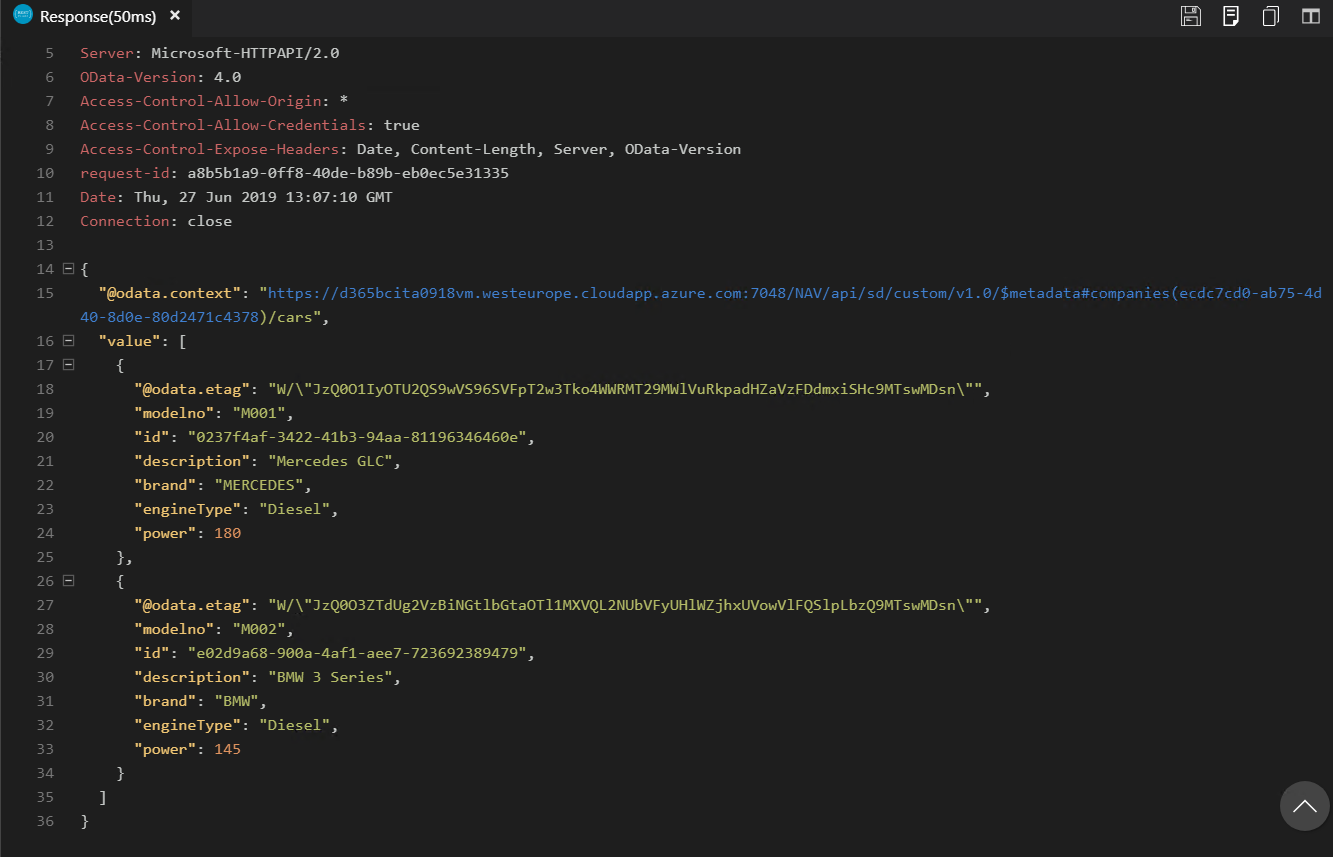 Response(50ms) ×
5 Server: Microsoft-HTTPAPI/2.0
6 OData-Version: 4.0
7 Access-Control-Allow-Origin: *
8 Access-Control-Allow-Credentials: true
9 Access-Control-Expose-Headers: Date, Content-Length, Server, OData-Version
10 request-id: a8b5b1a9-0ff8-40de-b89b-eb0ec5e31335
11 Date: Thu, 27 Jun 2019 13:07:10 GMT
12 Connection: close
13
14 {
15 "@odata.context": "https://d365bcita0918vm.westeurope.cloudapp.azure.com:7048/NAV/api/sd/custom/v1.0/$metadata#companies(ecdc7cd0-ab75-4d
40-8d0e-80d2471c4378)/cars",
16 "value": [
17 {
18 "@odata.etag": "W/\"JzQ0O1IyOTU2QS9wVS96SVFpT2w3Tko4WWRMT29MWlVuRkpadHZaVzFDdmxiSHc9MTswMDsn\"",
19 "modelno": "M001",
20 "id": "0237f4af-3422-41b3-94aa-81196346460e",
21 "description": "Mercedes GLC",
22 "brand": "MERCEDES",
23 "engineType": "Diesel",
24 "power": 180
25 },
26 {
27 "@odata.etag": "W/\"JzQ0O3ZTdUg2VzBiNGtlbGtaOTl1MXVQL2NUbVFyUHlWZjhxUVowVlFQSlpLbzQ9MTswMDsn\"",
28 "modelno": "M002",
29 "id": "e02d9a68-900a-4af1-aee7-723692389479",
30 "description": "BMW 3 Series",
31 "brand": "BMW",
32 "engineType": "Diesel",
33 "power": 145
34 }
35 ]
36 }